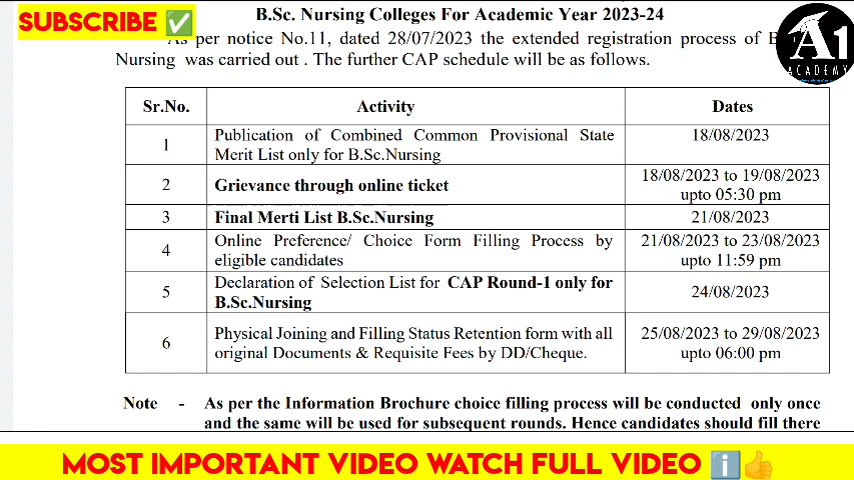 SUBSCRIBE ✅
B.Sc. Nursing Colleges For Academic Year 2023-24
A1
ACADEMY
As per notice No.11, dated 28/07/2023 the extended registration process of
Nursing was carried out . The further CAP schedule will be as follows.
Sr.No. Activity Dates
1 Publication of Combined Common Provisional State 18/08/2023
Merit List only for B.Sc.Nursing
2 Grievance through online ticket 18/08/2023 to 19/08/2023
upto 05:30 pm
3 Final Merti List B.Sc.Nursing 21/08/2023
4 Online Preference/ Choice Form Filling Process by 21/08/2023 to 23/08/2023
eligible candidates upto 11:59 pm
5 Declaration of Selection List for CAP Round-1 only for 24/08/2023
B.Sc.Nursing
6 Physical Joining and Filling Status Retention form with all 25/08/2023 to 29/08/2023
original Documents & Requisite Fees by DD/Cheque. upto 06:00 pm
Note - As per the Information Brochure choice filling process will be conducted only once
and the same will be used for subsequent rounds. Hence candidates should fill there
MOST IMPORTANT VIDEO WATCH FULL VIDEO ℹ️👍